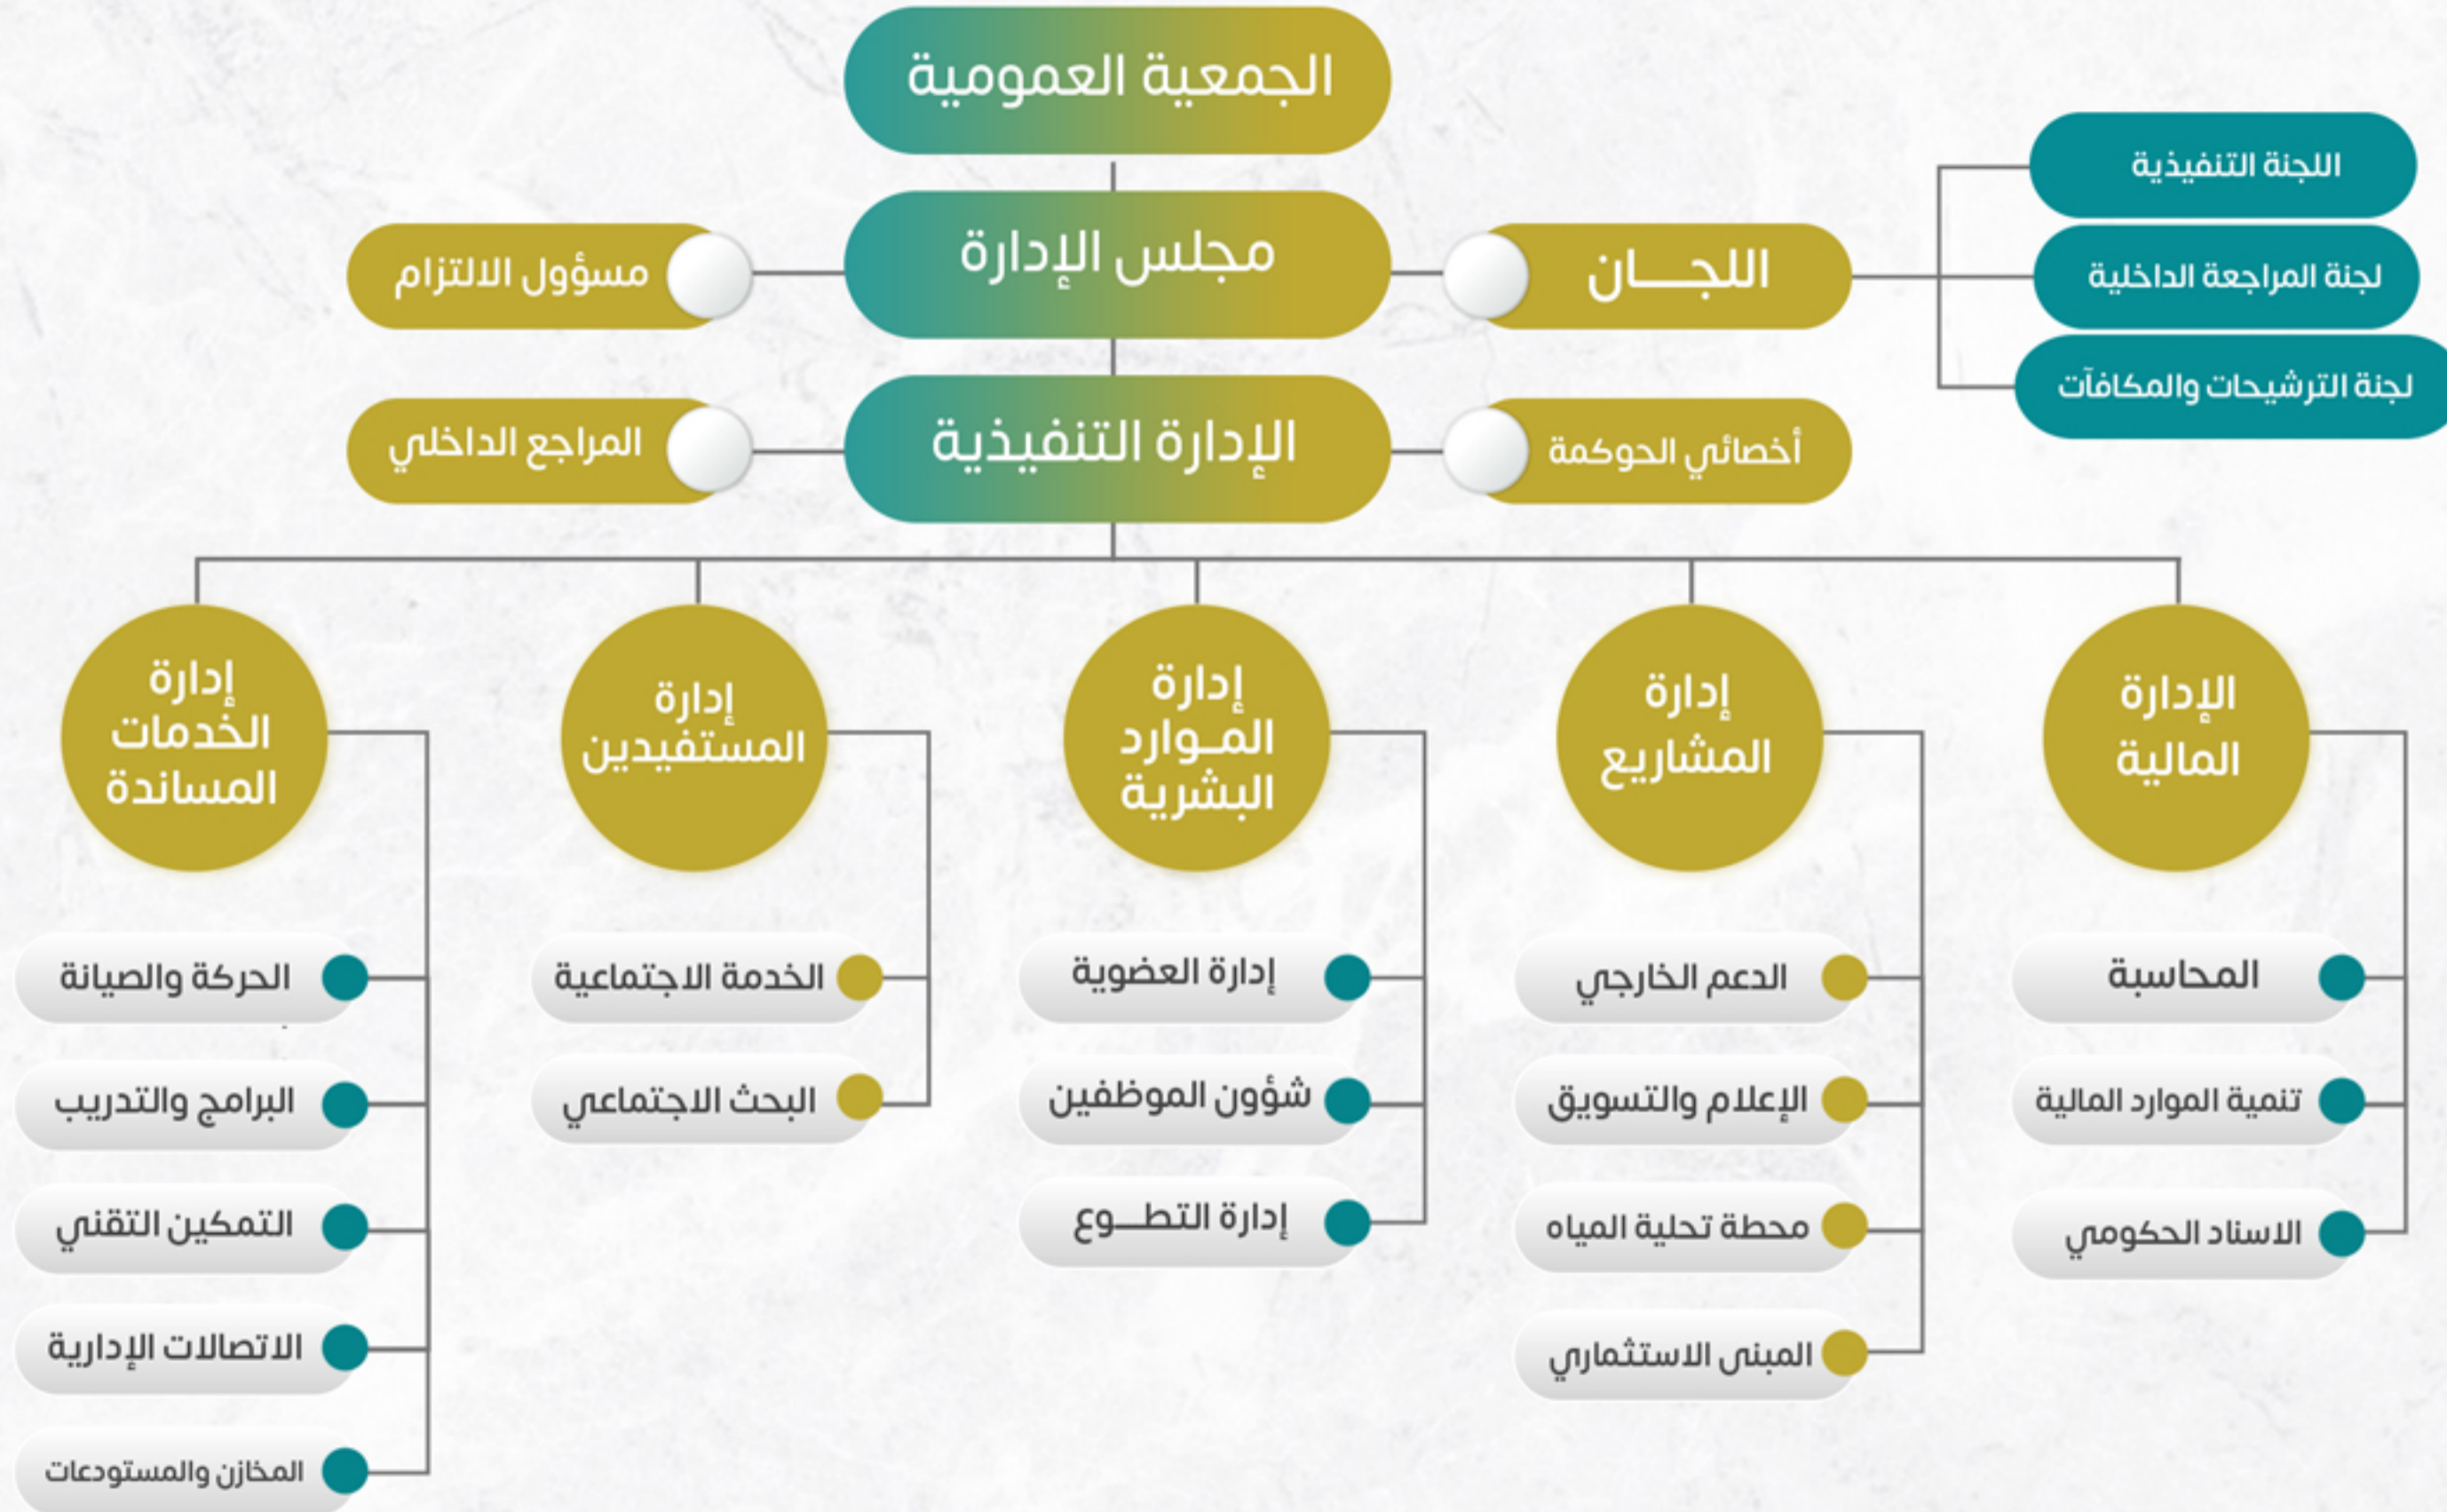 الجمعية العمومية
مجلس الإدارة
اللجـــان
اللجنة التنفيذية
لجنة المراجعة الداخلية
لجنة الترشيحات والمكافآت
مسؤول الالتزام
الإدارة التنفيذية
أخصائي الحوكمة
المراجع الداخلي
الإدارة
المالية
المحاسبة
تنمية الموارد المالية
الاسناد الحكومي
إدارة
المشاريع
الدعم الخارجي
الإعلام والتسويق
محطة تحلية المياه
المبنى الاستثماري
إدارة
المـوارد
البشرية
إدارة العضوية
شؤون الموظفين
إدارة التطـــوع
إدارة
المستفيدين
الخدمة الاجتماعية
البحث الاجتماعي
إدارة
الخدمات
المساندة
الحركة والصيانة
البرامج والتدريب
التمكين التقني
الاتصالات الإدارية
المخازن والمستودعات